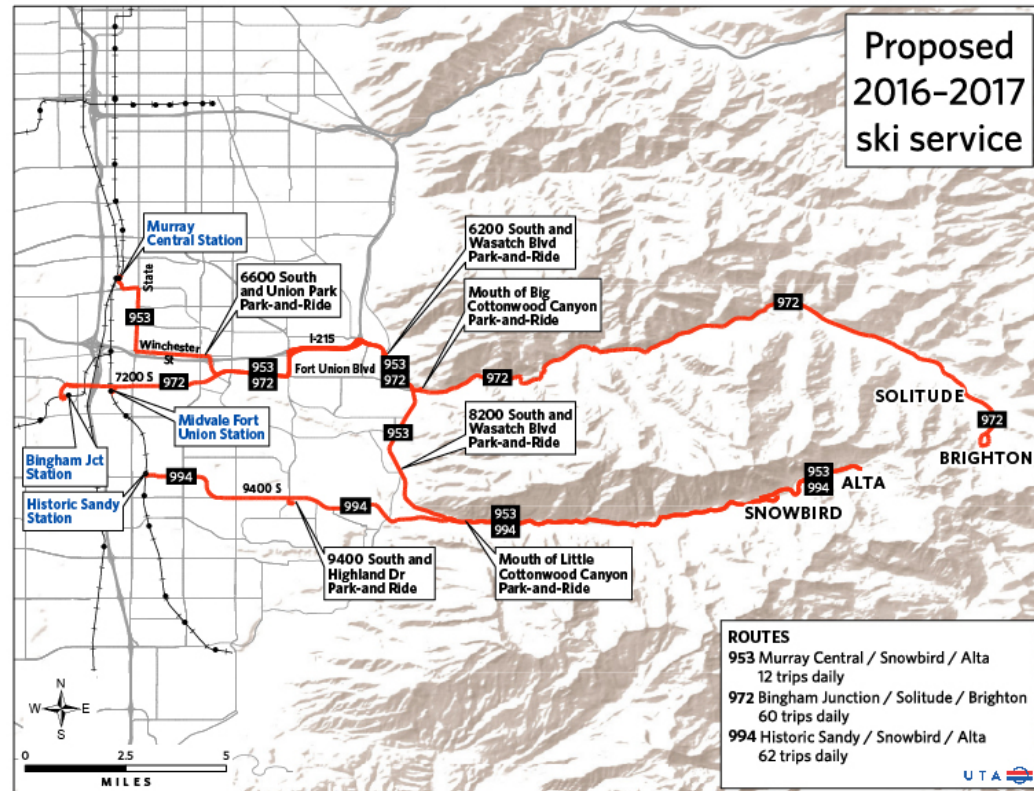 Proposed
2016–2017
ski service
Murray
Central Station
State
6600 South
and Union Park
Park-and-Ride
6200 South and
Wasatch Blvd
Park-and-Ride
Mouth of Big
Cottonwood Canyon
Park-and-Ride
953
Winchester
St
I-215
953
972
Fort Union Blvd
953
972
972
972
7200 S
972
SOLITUDE
972
BRIGHTON
Midvale Fort
Union Station
953
8200 South and
Wasatch Blvd
Park-and-Ride
Bingham Jct
Station
Historic Sandy
Station
994
9400 S
994
953
994
953
994
ALTA
SNOWBIRD
9400 South and
Highland Dr
Park-and Ride
Mouth of Little
Cottonwood Canyon
Park-and-Ride
ROUTES
953 Murray Central / Snowbird / Alta
12 trips daily
972 Bingham Junction / Solitude / Brighton
60 trips daily
994 Historic Sandy / Snowbird / Alta
62 trips daily
N
W E
S
0 2.5 5
MILES
UTA